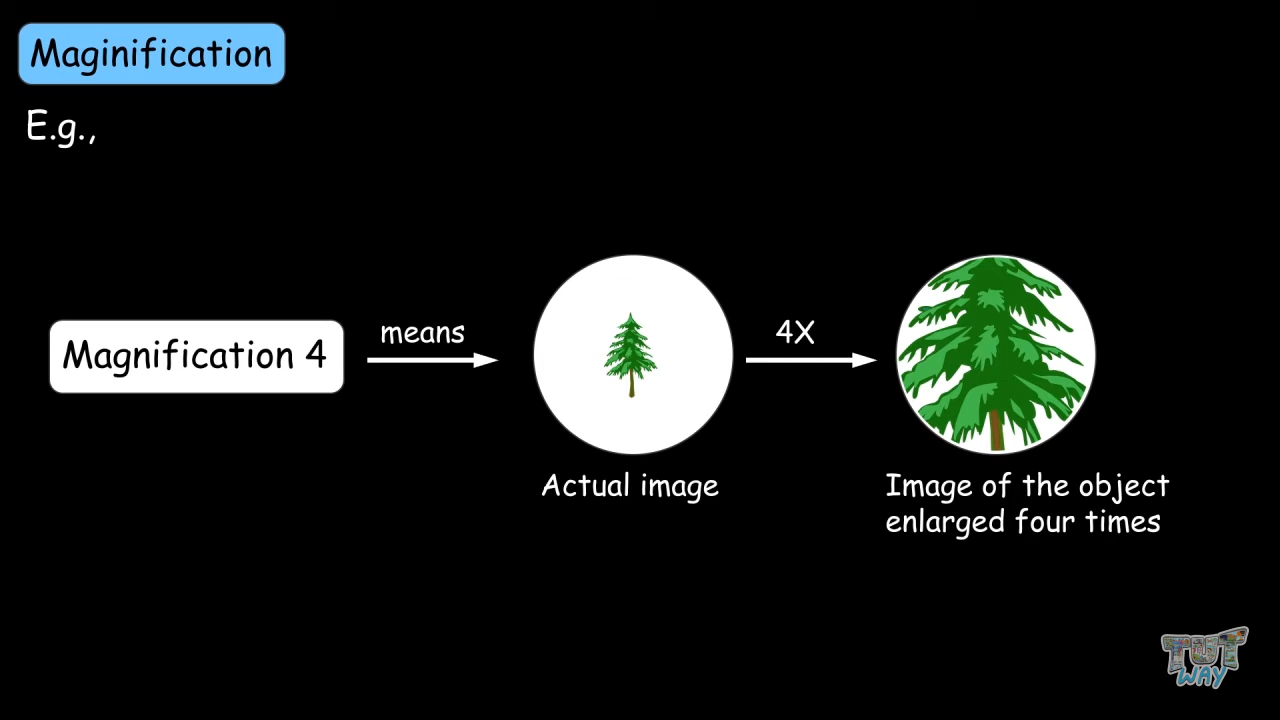 Maginification
E.g.,
Magnification 4
means
4X
Actual image
Image of the object
enlarged four times
TUT
WAY